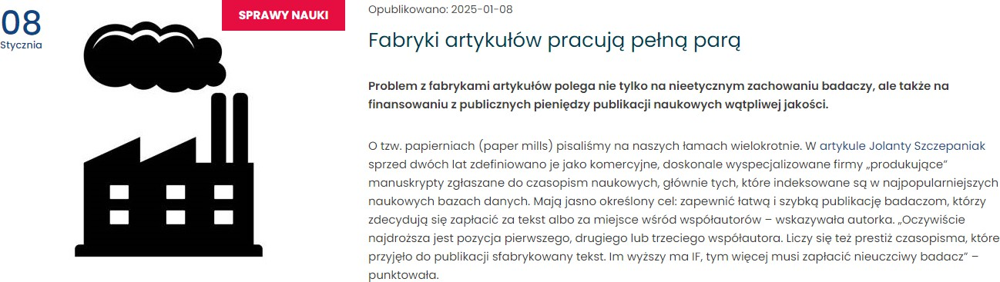 08
Stycznia
SPRAWY NAUKI
Opublikowano: 2025-01-08
Fabryki artykułów pracują pełną parą
Problem z fabrykami artykułów polega nie tylko na nieetycznym zachowaniu badaczy, ale także na
finansowaniu z publicznych pieniędzy publikacji naukowych wątpliwej jakości.
O tzw. papierniach (paper mills) pisaliśmy na naszych łamach wielokrotnie. W artykule Jolanty Szczepaniak
sprzed dwóch lat zdefiniowano je jako komercyjne, doskonale wyspecjalizowane firmy „produkujące”
manuskrypty zgłaszane do czasopism naukowych, głównie tych, które indeksowane są w najpopularniejszych
naukowych bazach danych. Mają jasno określony cel: zapewnić łatwą i szybką publikację badaczom, którzy
zdecydują się zapłacić za tekst albo za miejsce wśród współautorów – wskazywała autorka. „Oczywiście
najdroższa jest pozycja pierwszego, drugiego lub trzeciego współautora. Liczy się też prestiż czasopisma, które
przyjęło do publikacji sfabrykowany tekst. Im wyższy ma IF, tym więcej musi zapłacić nieuczciwy badacz” –
punktowała.